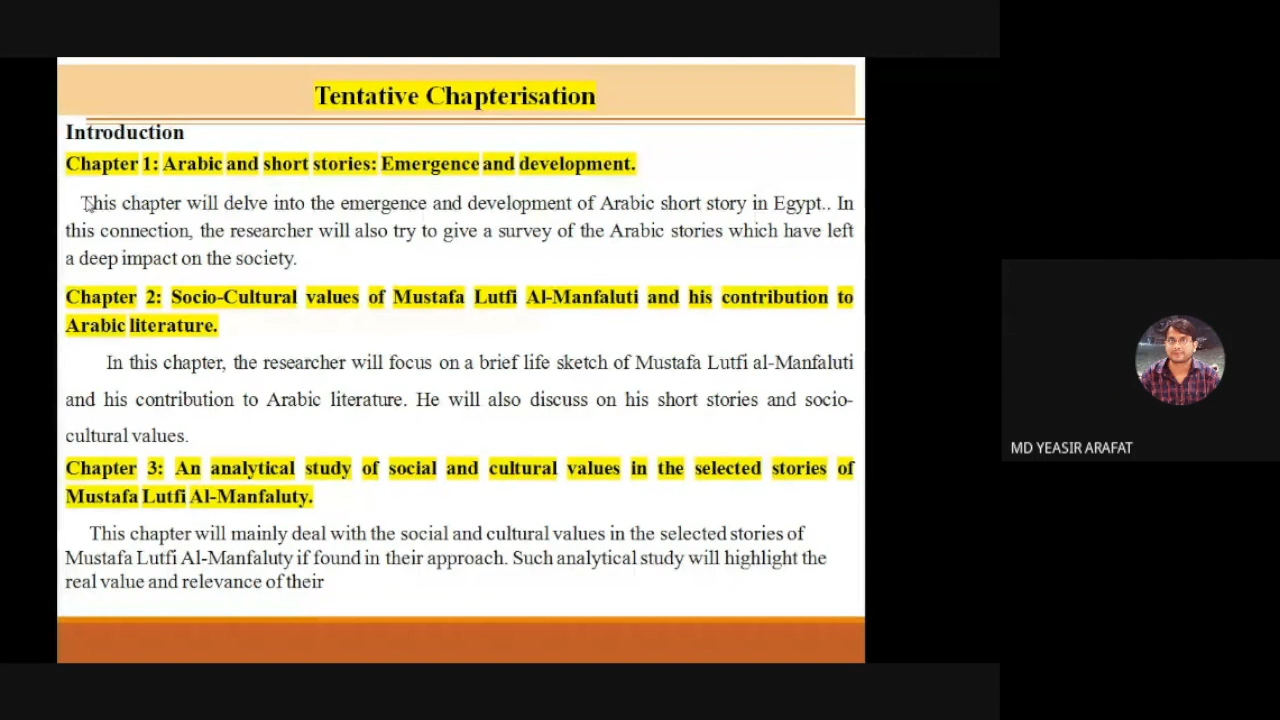 Tentative Chapterisation
Introduction
Chapter 1: Arabic and short stories: Emergence and development.
This chapter will delve into the emergence and development of Arabic short story in Egypt.. In
this connection, the researcher will also try to give a survey of the Arabic stories which have left
a deep impact on the society.
Chapter 2: Socio-Cultural values of Mustafa Lutfi Al-Manfaluti and his contribution to
Arabic literature.
In this chapter, the researcher will focus on a brief life sketch of Mustafa Lutfi al-Manfaluti
and his contribution to Arabic literature. He will also discuss on his short stories and socio-
cultural values.
Chapter 3: An analytical study of social and cultural values in the selected stories of
Mustafa Lutfi Al-Manfaluty.
This chapter will mainly deal with the social and cultural values in the selected stories of
Mustafa Lutfi Al-Manfaluty if found in their approach. Such analytical study will highlight the
real value and relevance of their
MD YEASIR ARAFAT